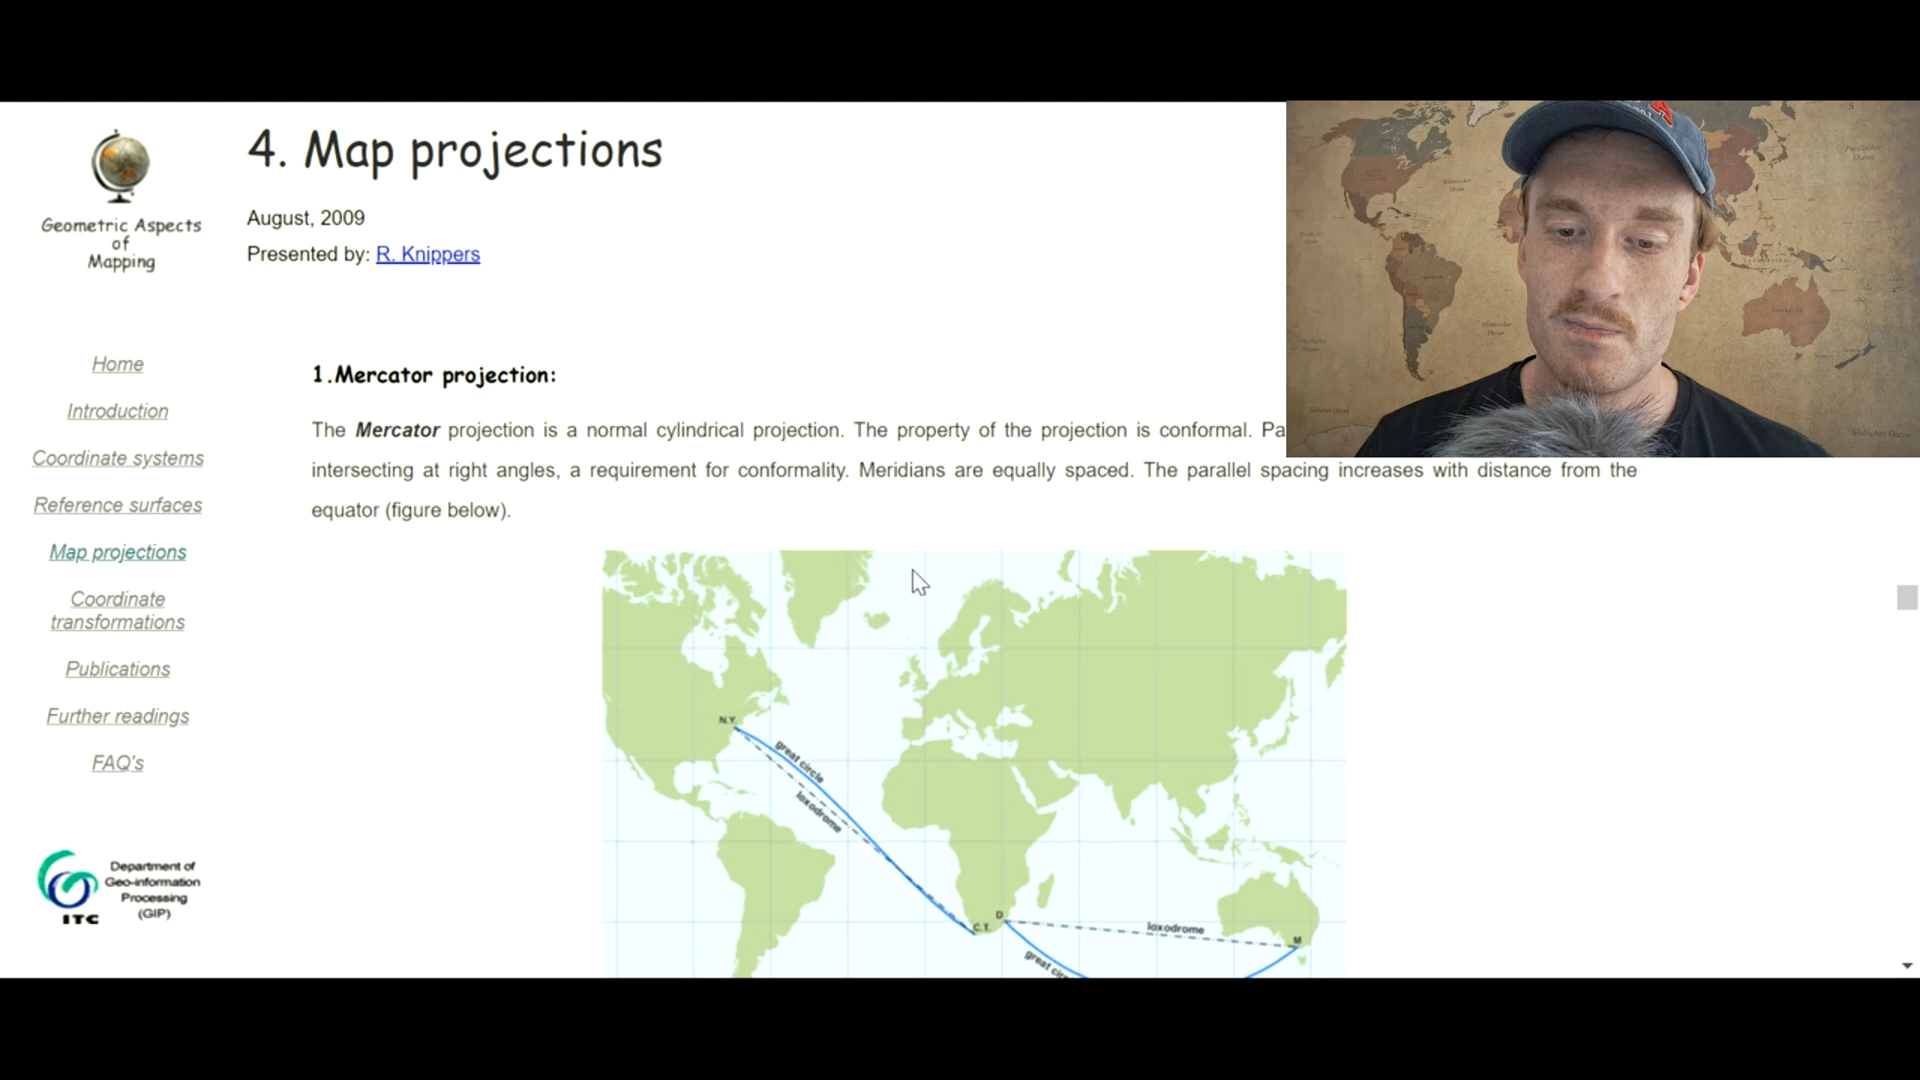 4. Map projections
August, 2009
Presented by: R. Knippers
Geometric Aspects
of
Mapping
Home
Introduction
Coordinate systems
Reference surfaces
Map projections
Coordinate
transformations
Publications
Further readings
FAQ's
Department of
Geo-information
Processing
(GIP)
ITC
1.Mercator projection:
The Mercator projection is a normal cylindrical projection. The property of the projection is conformal. Pa
intersecting at right angles, a requirement for conformality. Meridians are equally spaced. The parallel spacing increases with distance from the
equator (figure below).
N.Y.
great circle
loxodrome
C.T.
D
loxodrome
M
great circ